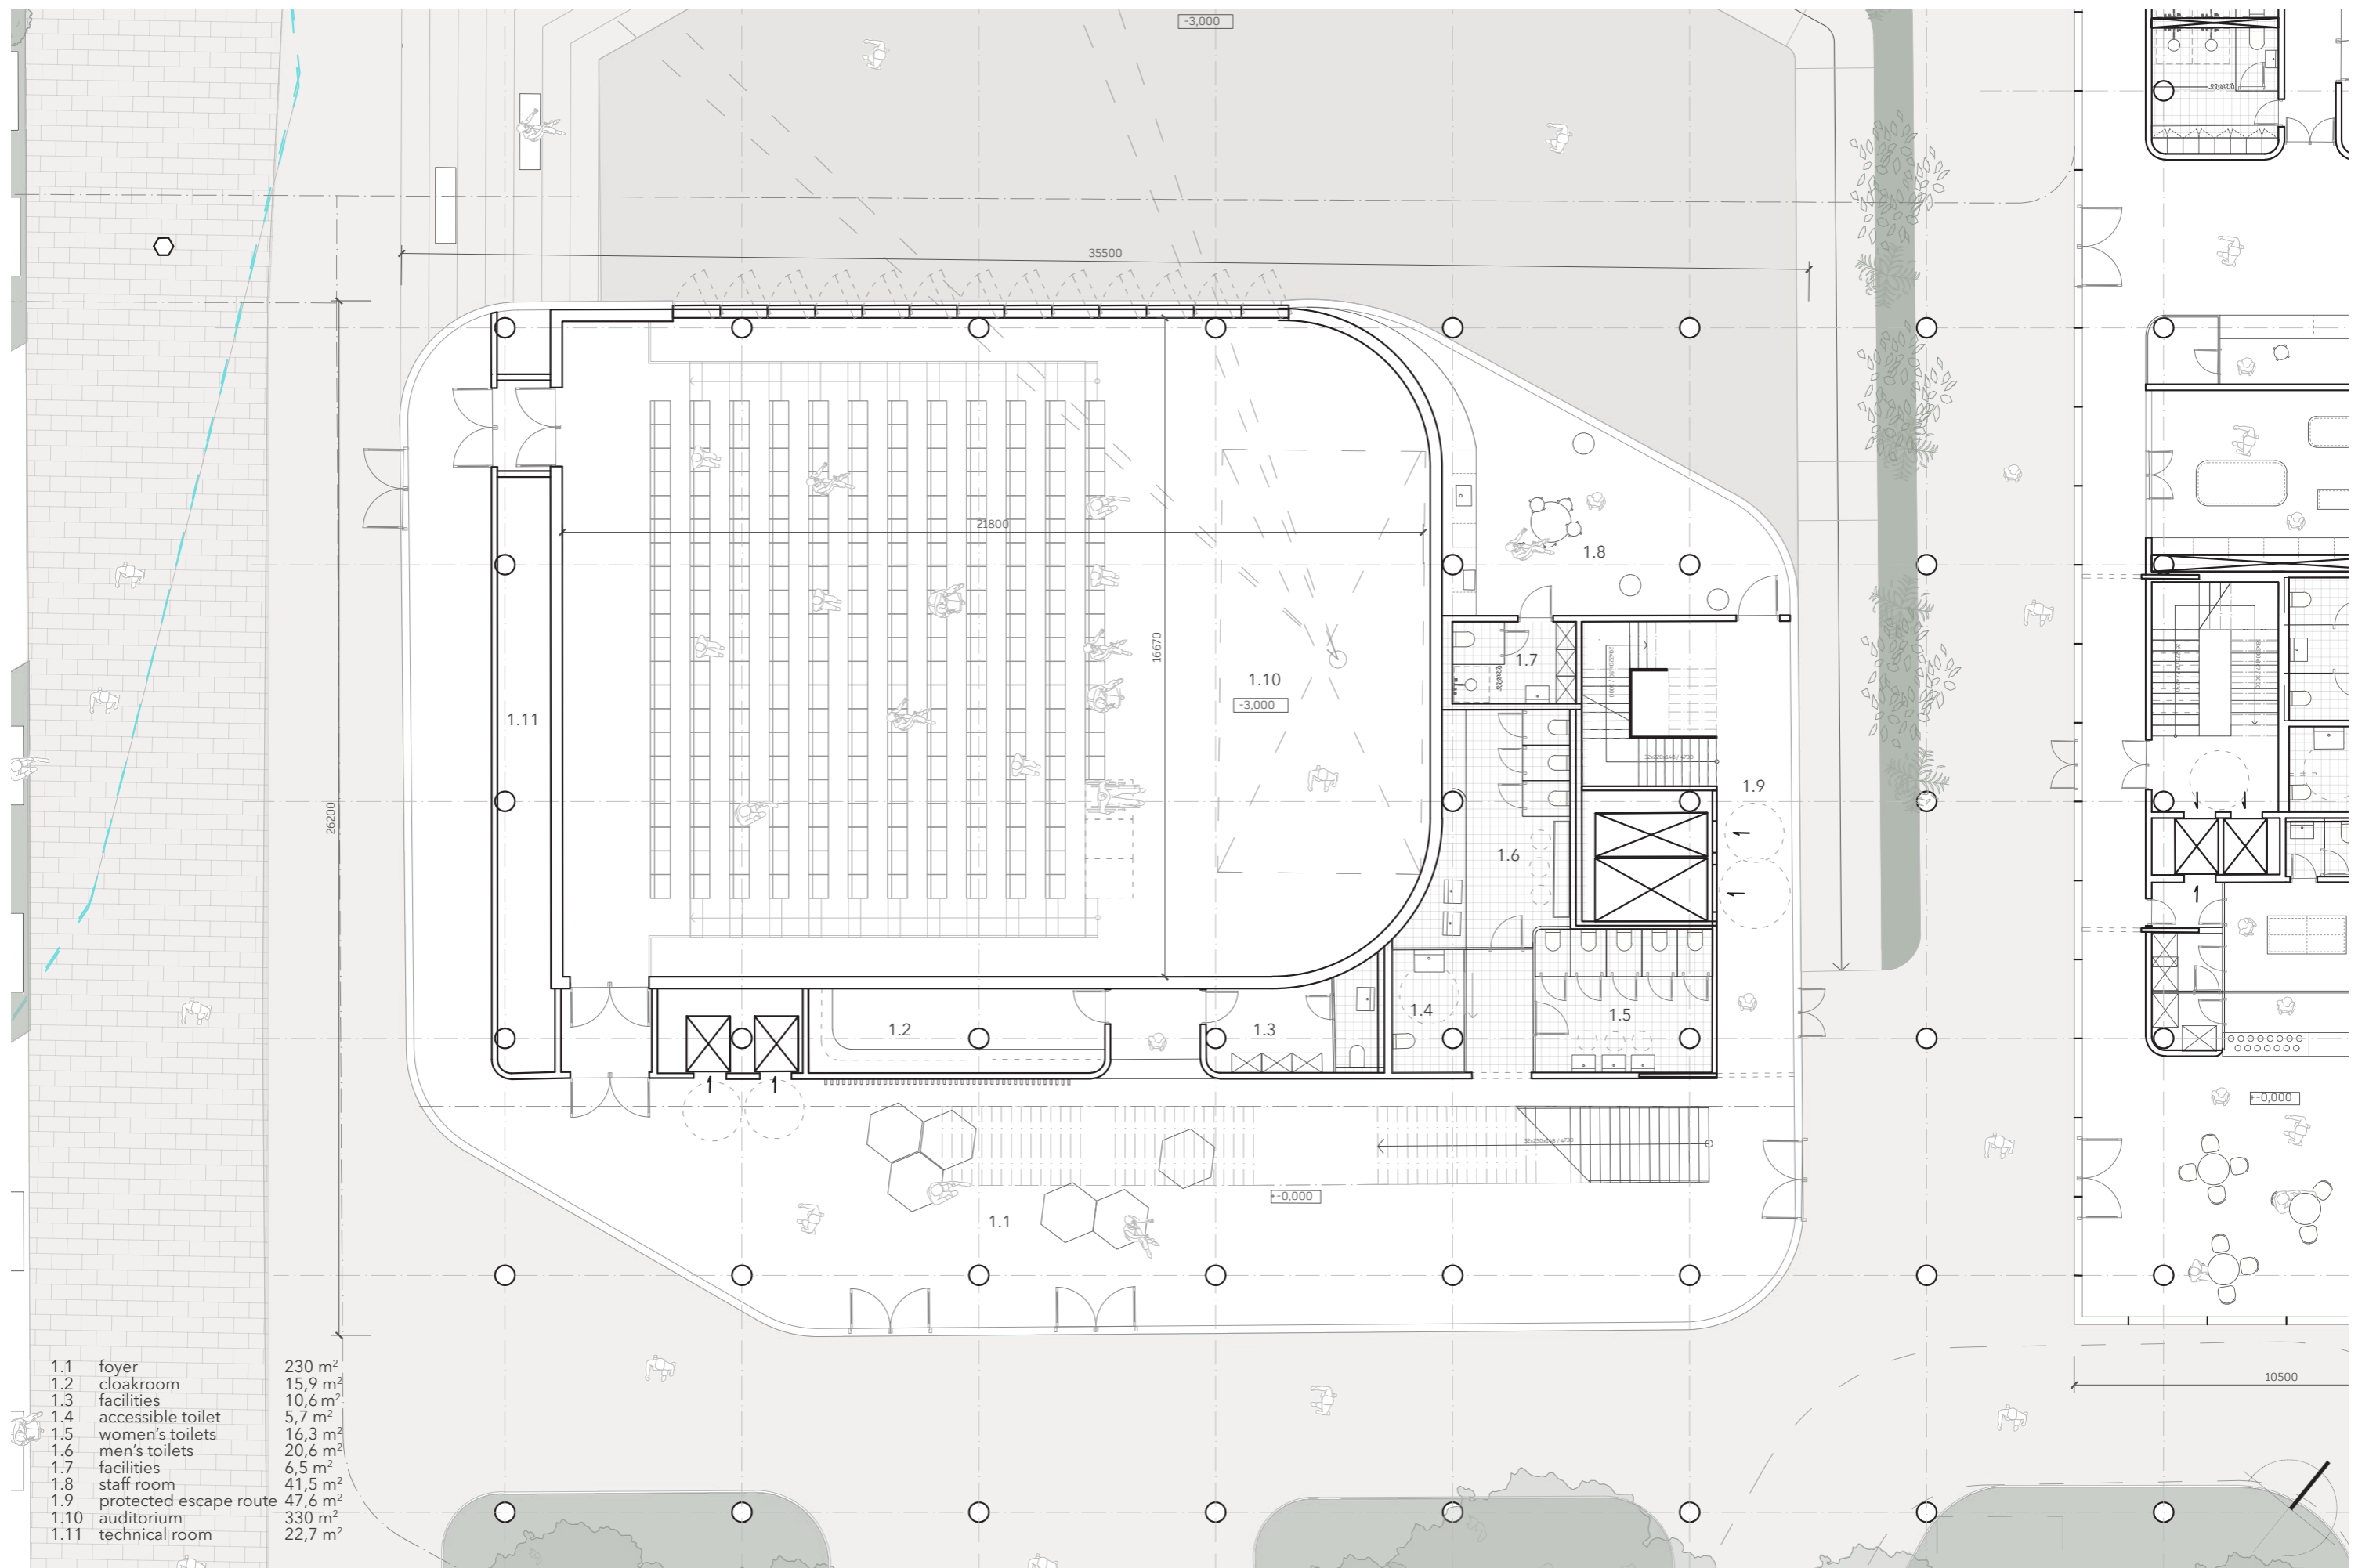 -3,000
35500
21800
1.8
16670
1.7
1.10
-3,000
1.11
1.9
26200
1.6
1.4
1.2
1.3
1.5
32x250x148 / 4730
+-0,000
+-0,000
1.1
10500
1.1 foyer 230 m²
1.2 cloakroom 15,9 m²
1.3 facilities 10,6 m²
1.4 accessible toilet 5,7 m²
1.5 women's toilets 16,3 m²
1.6 men's toilets 20,6 m²
1.7 facilities 6,5 m²
1.8 staff room 41,5 m²
1.9 protected escape route 47,6 m²
1.10 auditorium 330 m²
1.11 technical room 22,7 m²